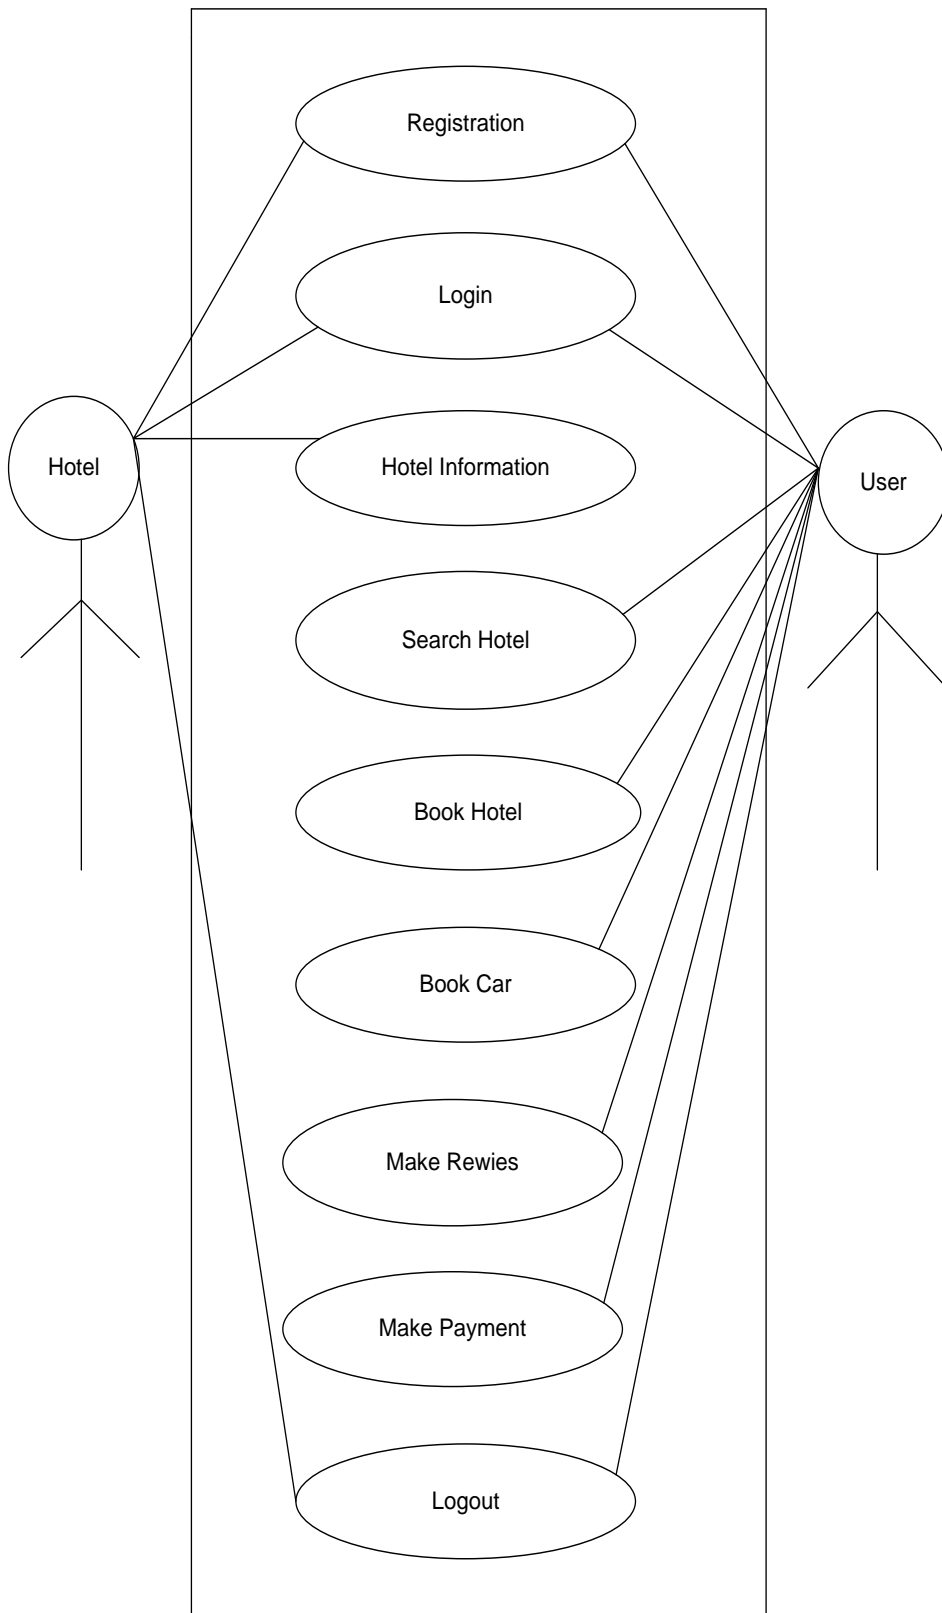 Registration
Login
Hotel
Hotel Information
User
Search Hotel
Book Hotel
Book Car
Make Rewies
Make Payment
Logout